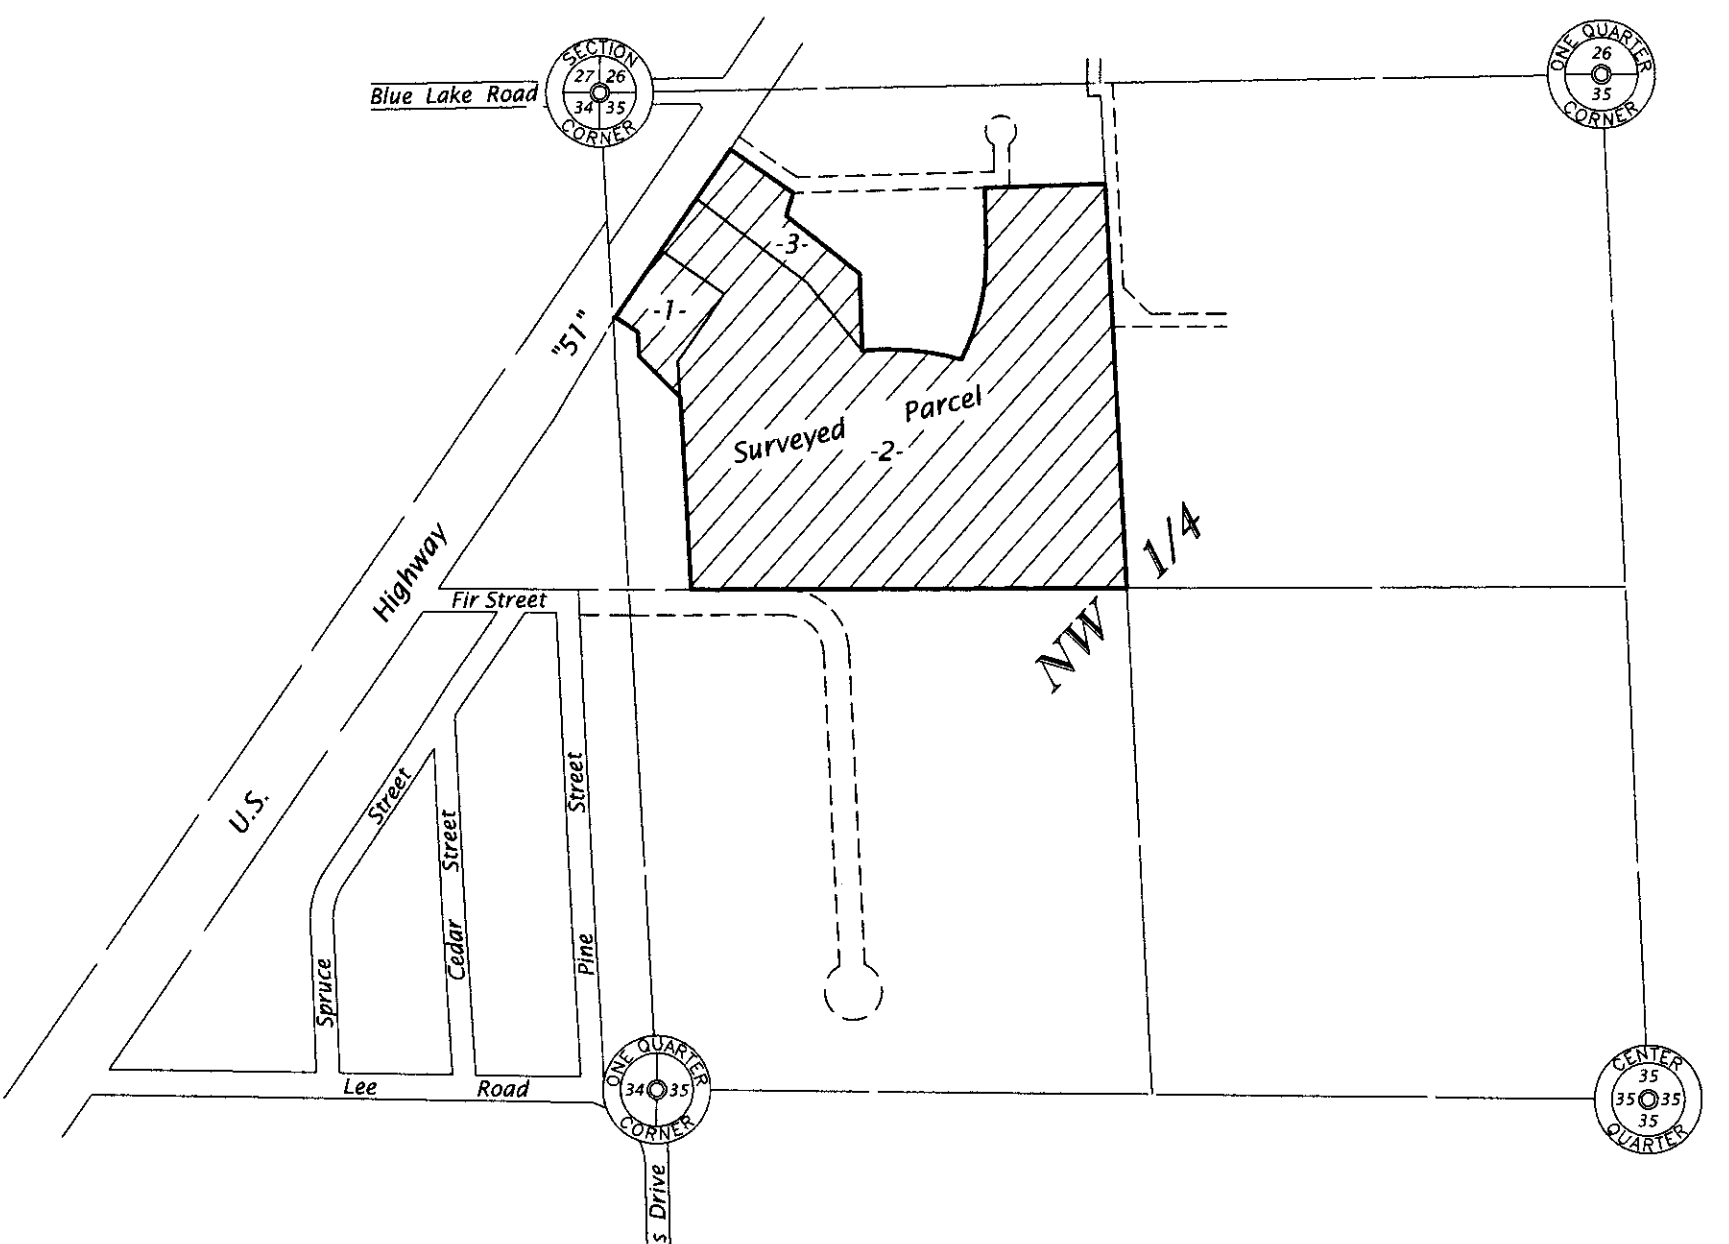 SECTION
27 26
34 35
CORNER
ONE QUARTER
26
35
CORNER
Blue Lake Road
-3-
-1-
"51"
Surveyed Parcel
-2-
Highway
U.S.
1/4
NW
Fir Street
Spruce Street
Cedar Street
Pine Street
Lee Road
ONE QUARTER
34 35
CORNER
CENTER
35
35 35
35
QUARTER
s Drive